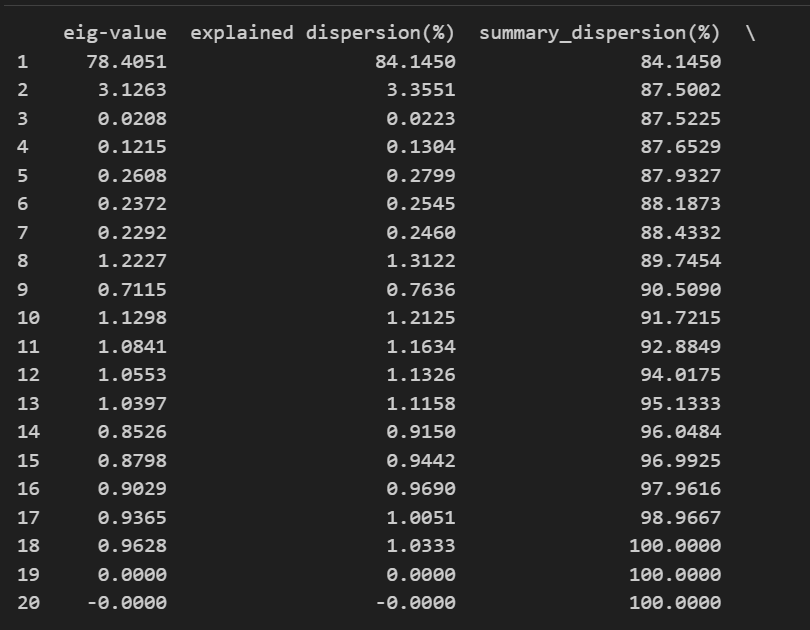 eig-value  explained dispersion(%)  summary_dispersion(%)  \
1 78.4051 84.1450 84.1450
2 3.1263 3.3551 87.5002
3 0.0208 0.0223 87.5225
4 0.1215 0.1304 87.6529
5 0.2608 0.2799 87.9327
6 0.2372 0.2545 88.1873
7 0.2292 0.2460 88.4332
8 1.2227 1.3122 89.7454
9 0.7115 0.7636 90.5090
10 1.1298 1.2125 91.7215
11 1.0841 1.1634 92.8849
12 1.0553 1.1326 94.0175
13 1.0397 1.1158 95.1333
14 0.8526 0.9150 96.0484
15 0.8798 0.9442 96.9925
16 0.9029 0.9690 97.9616
17 0.9365 1.0051 98.9667
18 0.9628 1.0333 100.0000
19 0.0000 0.0000 100.0000
20 -0.0000 -0.0000 100.0000